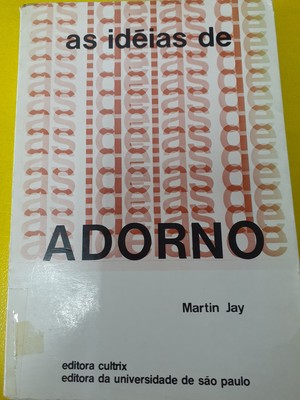 as idéias de
ADORNO
Martin Jay
editora cultrix
editora da universidade de são paulo